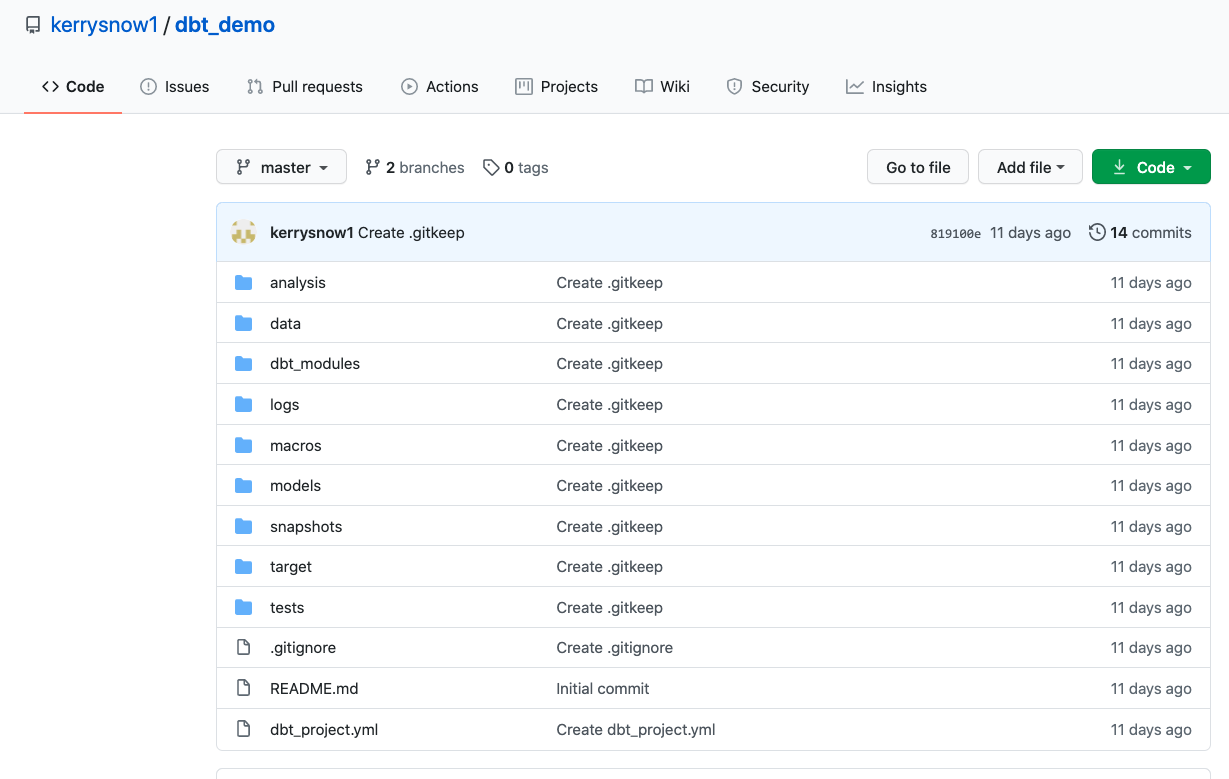 kerrysnow1 / dbt_demo
Code Issues Pull requests Actions Projects Wiki Security Insights
master 2 branches 0 tags Go to file Add file Code
kerrysnow1 Create .gitkeep 819100e 11 days ago 14 commits
analysis Create .gitkeep 11 days ago
data Create .gitkeep 11 days ago
dbt_modules Create .gitkeep 11 days ago
logs Create .gitkeep 11 days ago
macros Create .gitkeep 11 days ago
models Create .gitkeep 11 days ago
snapshots Create .gitkeep 11 days ago
target Create .gitkeep 11 days ago
tests Create .gitkeep 11 days ago
.gitignore Create .gitignore 11 days ago
README.md Initial commit 11 days ago
dbt_project.yml Create dbt_project.yml 11 days ago